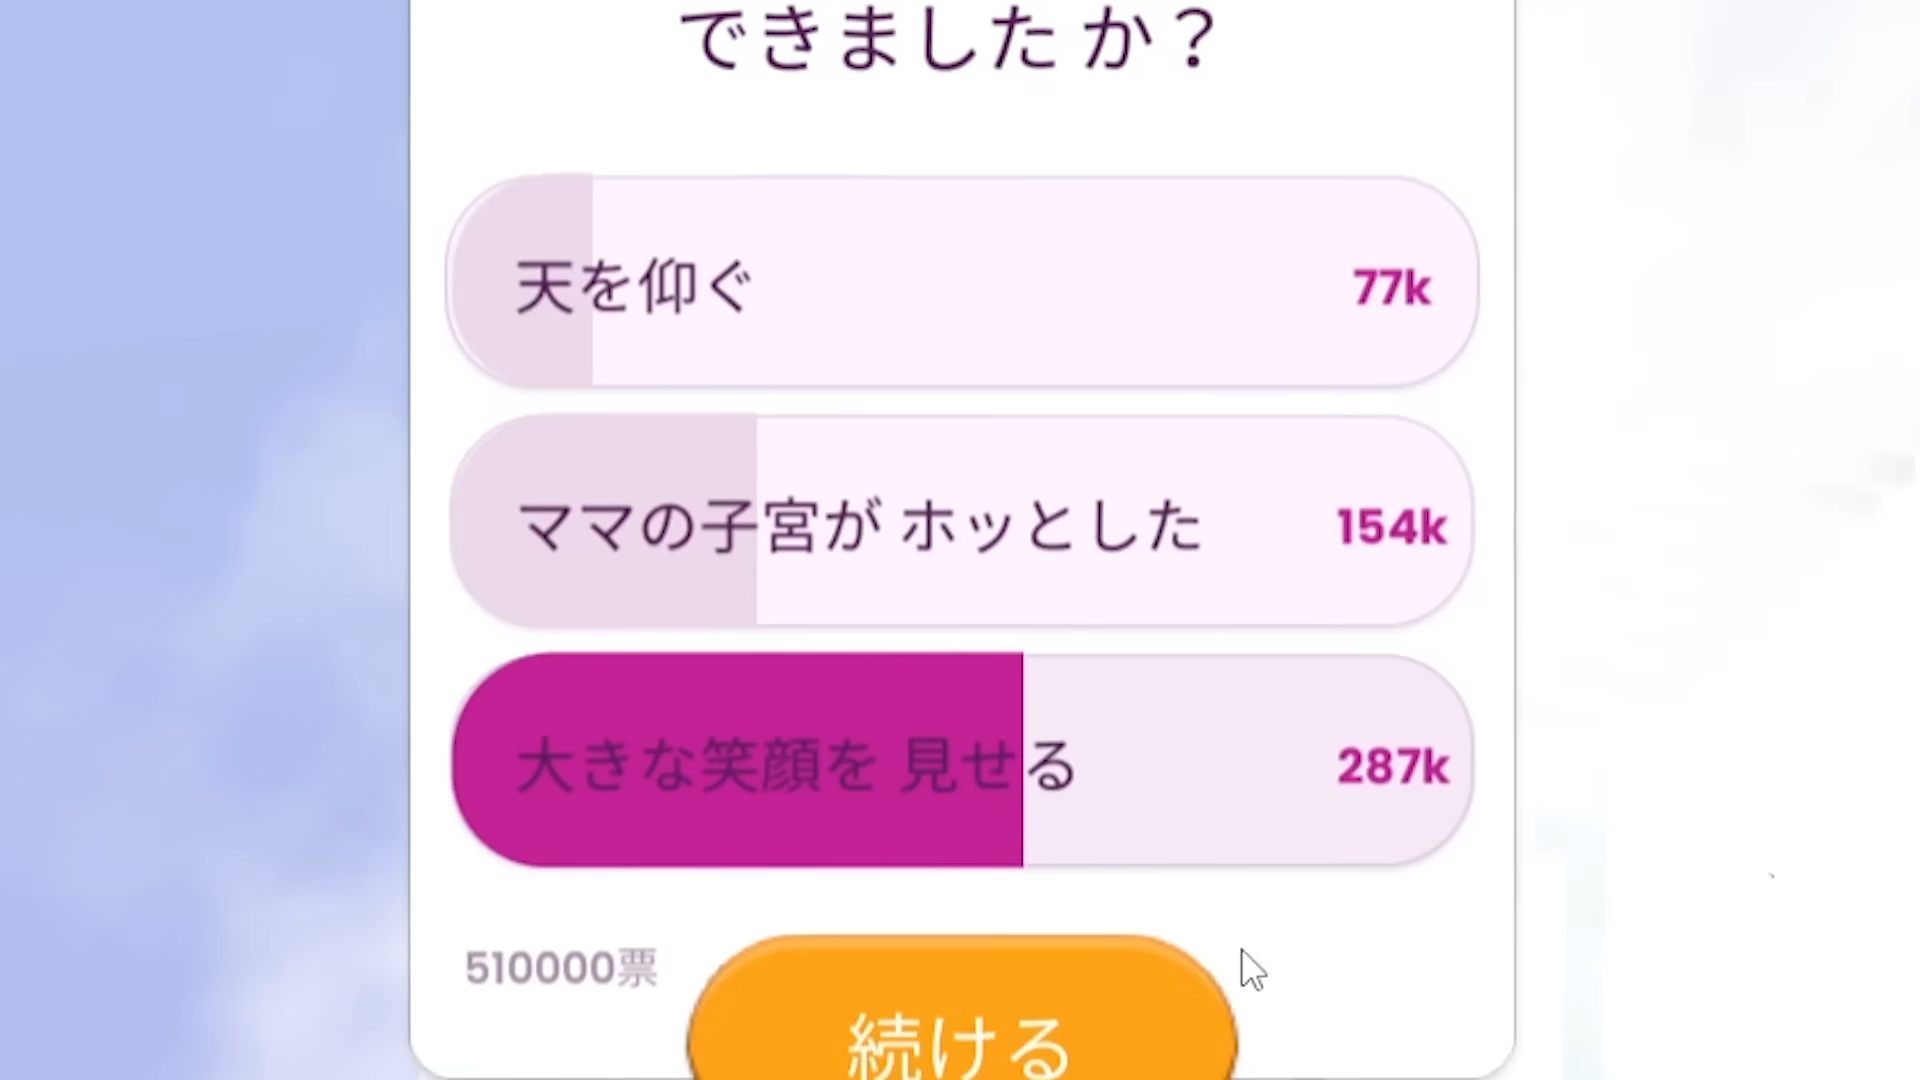 できました か？
天を仰ぐ
77k
ママの子宮が ホッとした
154k
大きな笑顔を 見せる
287k
510000票
続ける